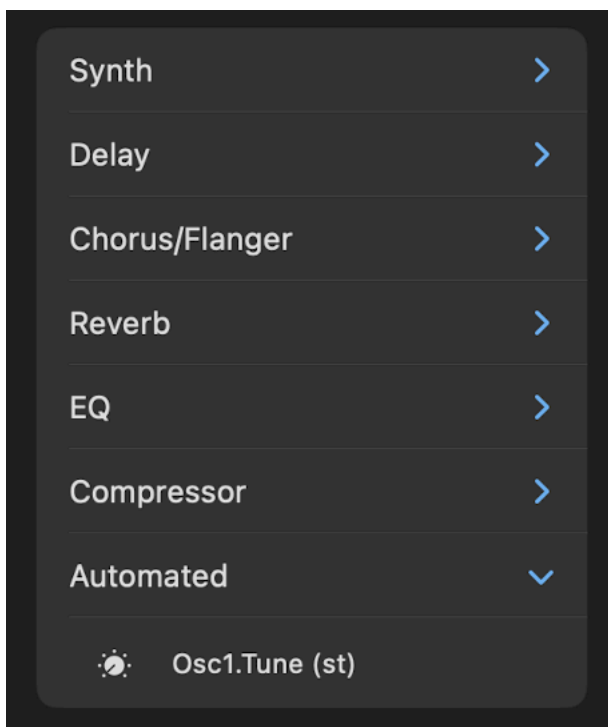 Synth
Delay
Chorus/Flanger
Reverb
EQ
Compressor
Automated
Osc1.Tune (st)